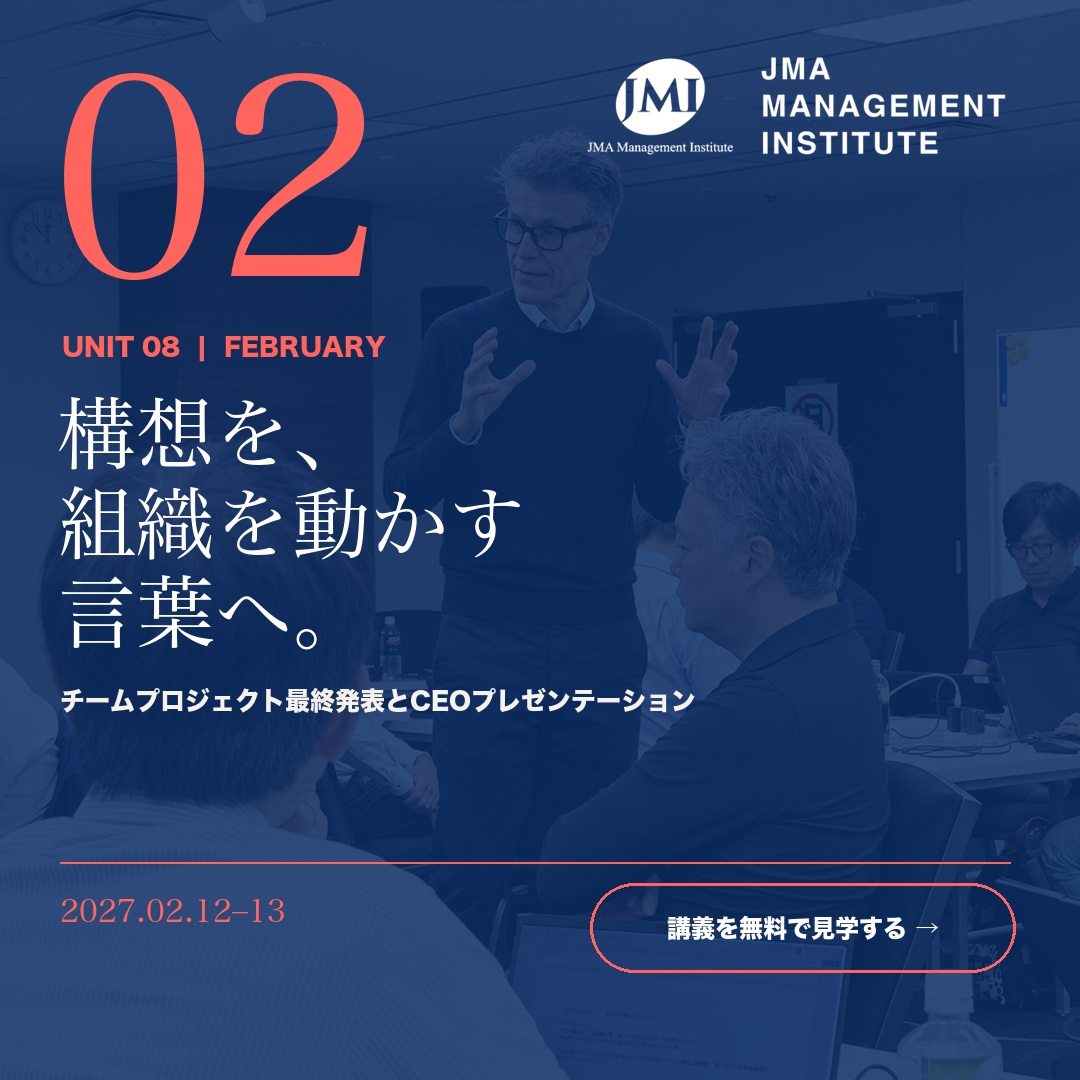 02
JMI
JMA Management Institute
JMA
MANAGEMENT
INSTITUTE
UNIT 08 | FEBRUARY
構想を、
組織を動かす
言葉へ。
チームプロジェクト最終発表とCEOプレゼンテーション
2027.02.12–13
講義を無料で見学する →